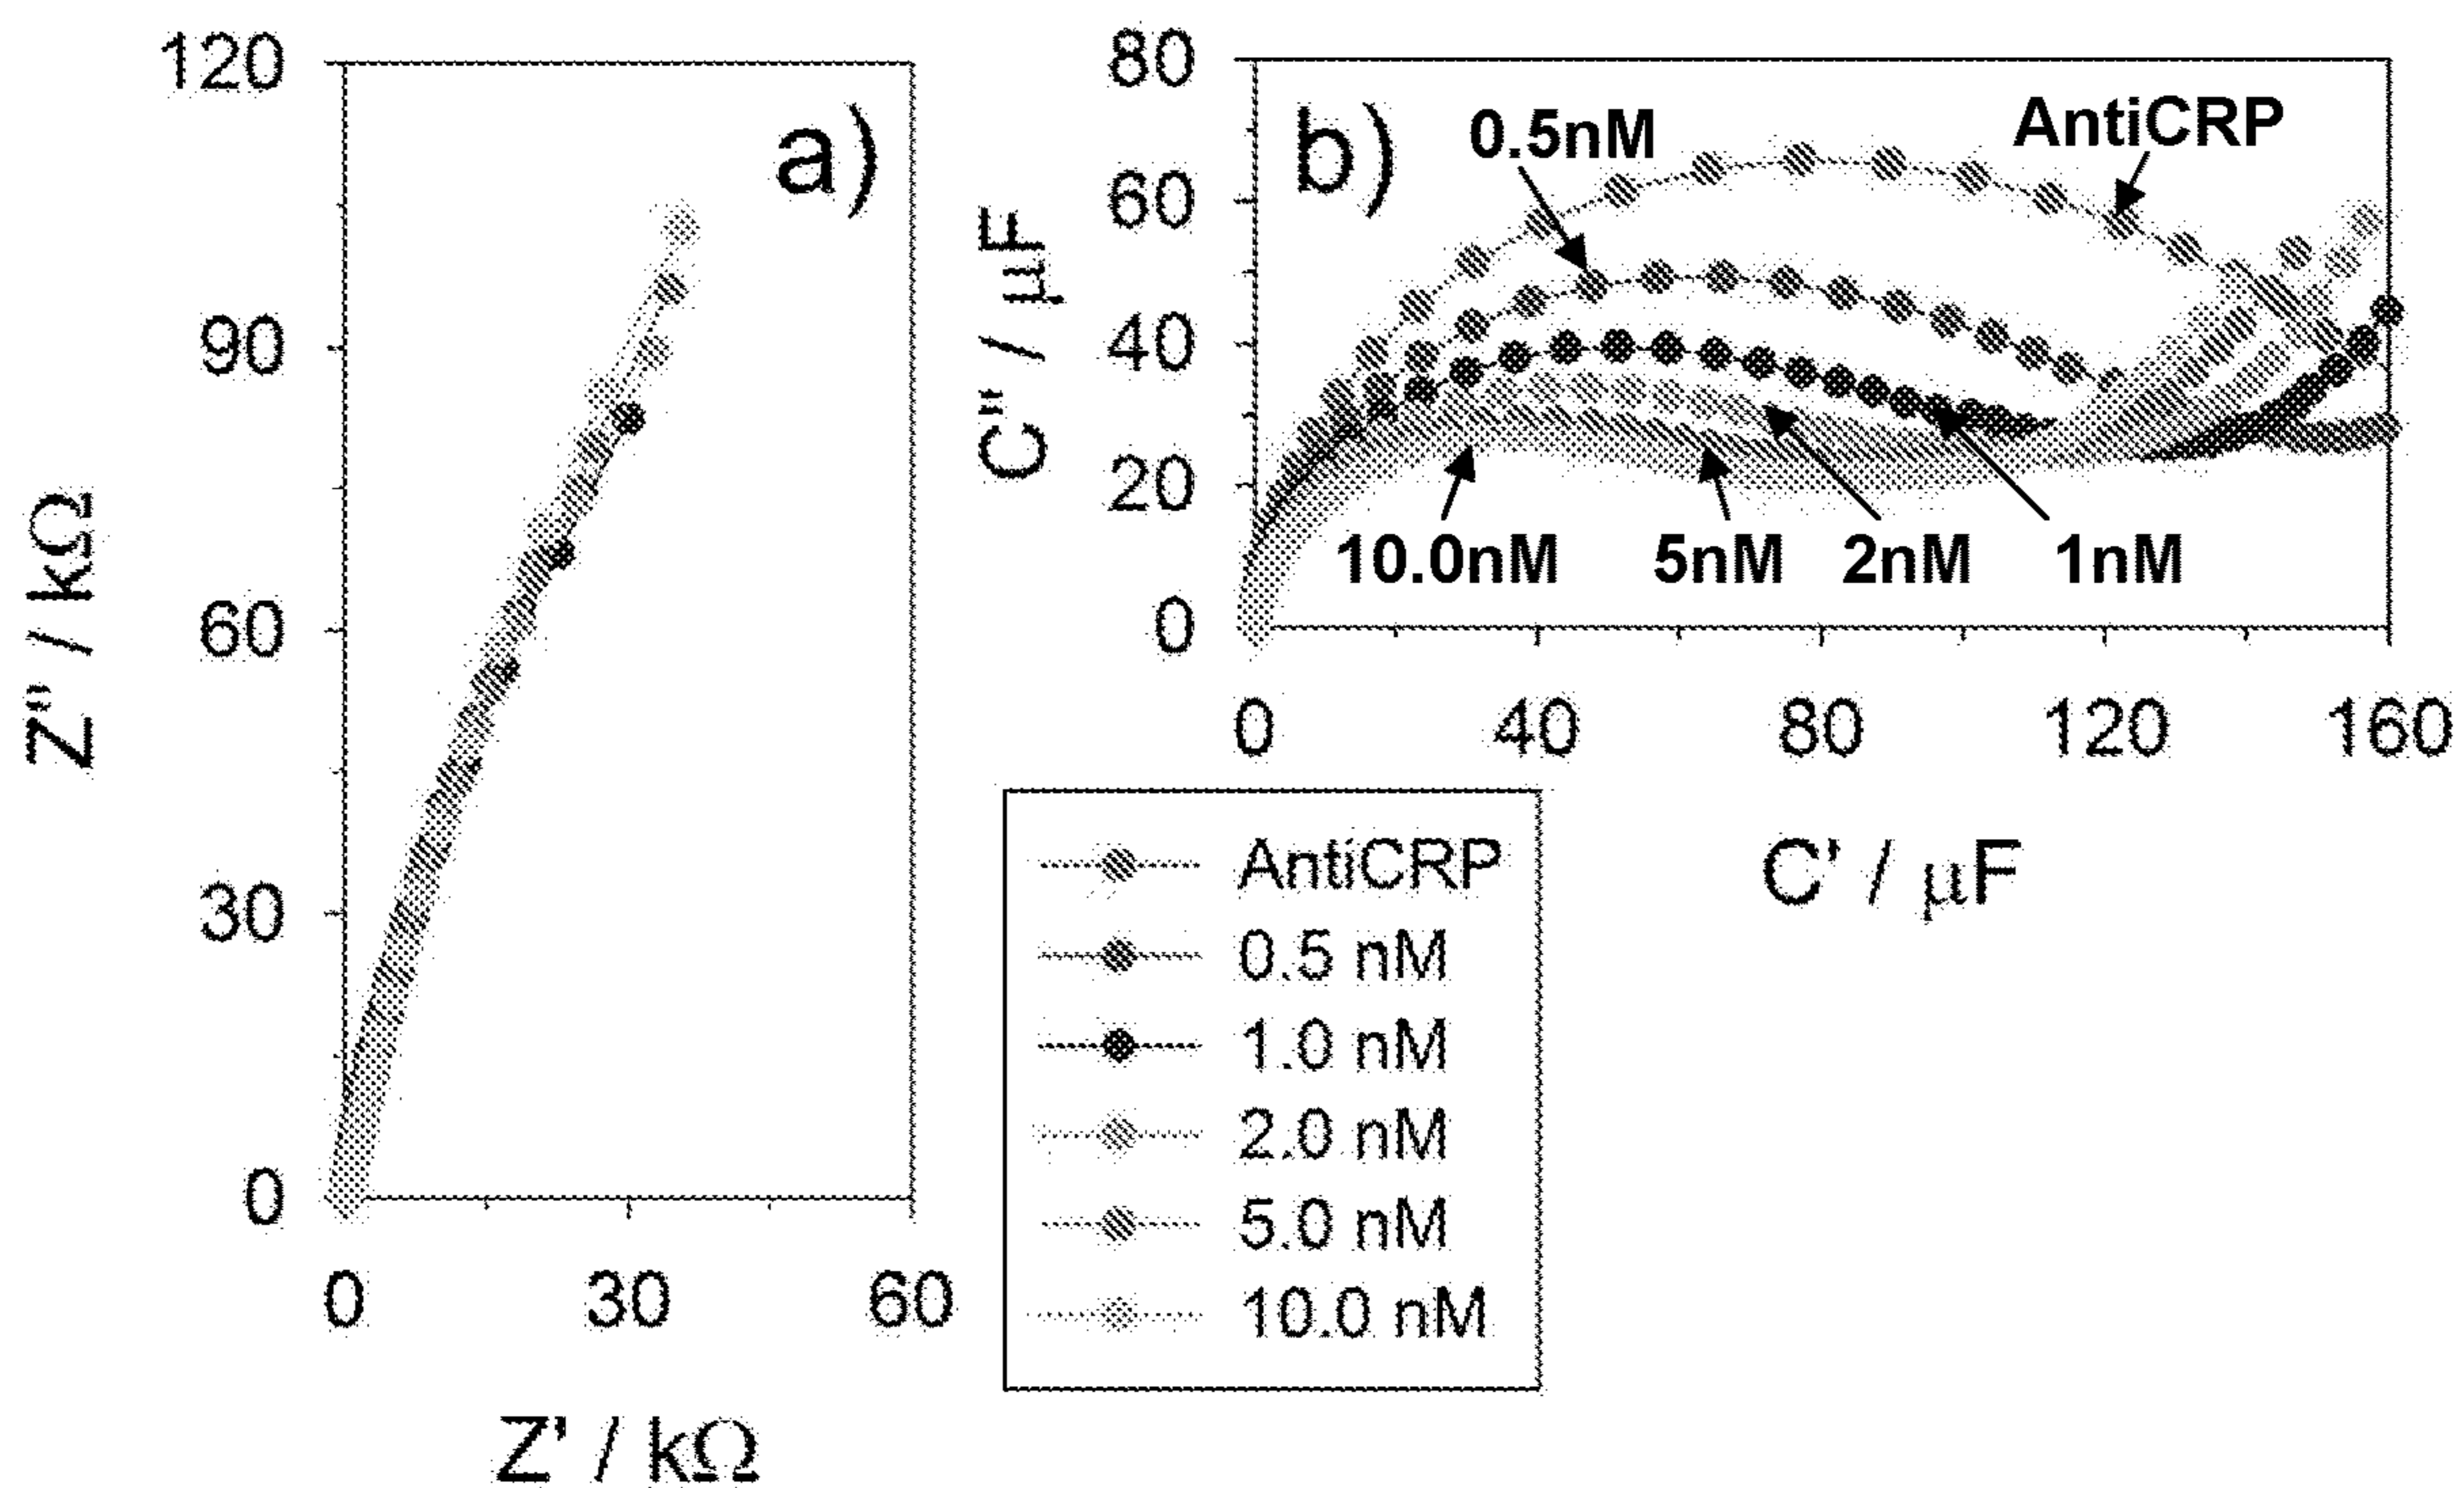 a)
120
90
60
30
0
Z'' / kΩ
0 30 60
Z' / kΩ
b)
80
60
40
20
0
C'' / μF
0.5nM
AntiCRP
10.0nM 5nM 2nM 1nM
0 40 80 120 160
C' / μF
AntiCRP
0.5 nM
1.0 nM
2.0 nM
5.0 nM
10.0 nM